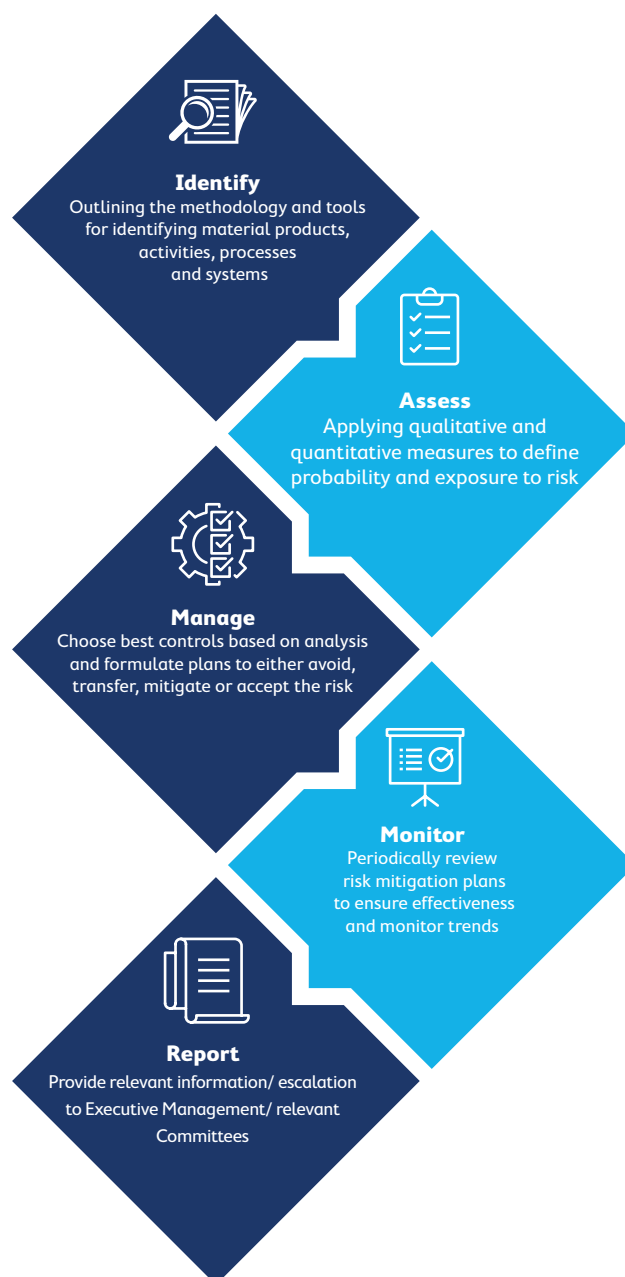 Identify
Outlining the methodology and tools
for identifying material products,
activities, processes
and systems
Assess
Applying qualitative and
quantitative measures to define
probability and exposure to risk
Manage
Choose best controls based on analysis
and formulate plans to either avoid,
transfer, mitigate or accept the risk
Monitor
Periodically review
risk mitigation plans
to ensure effectiveness
and monitor trends
Report
Provide relevant information/ escalation
to Executive Management/ relevant
Committees